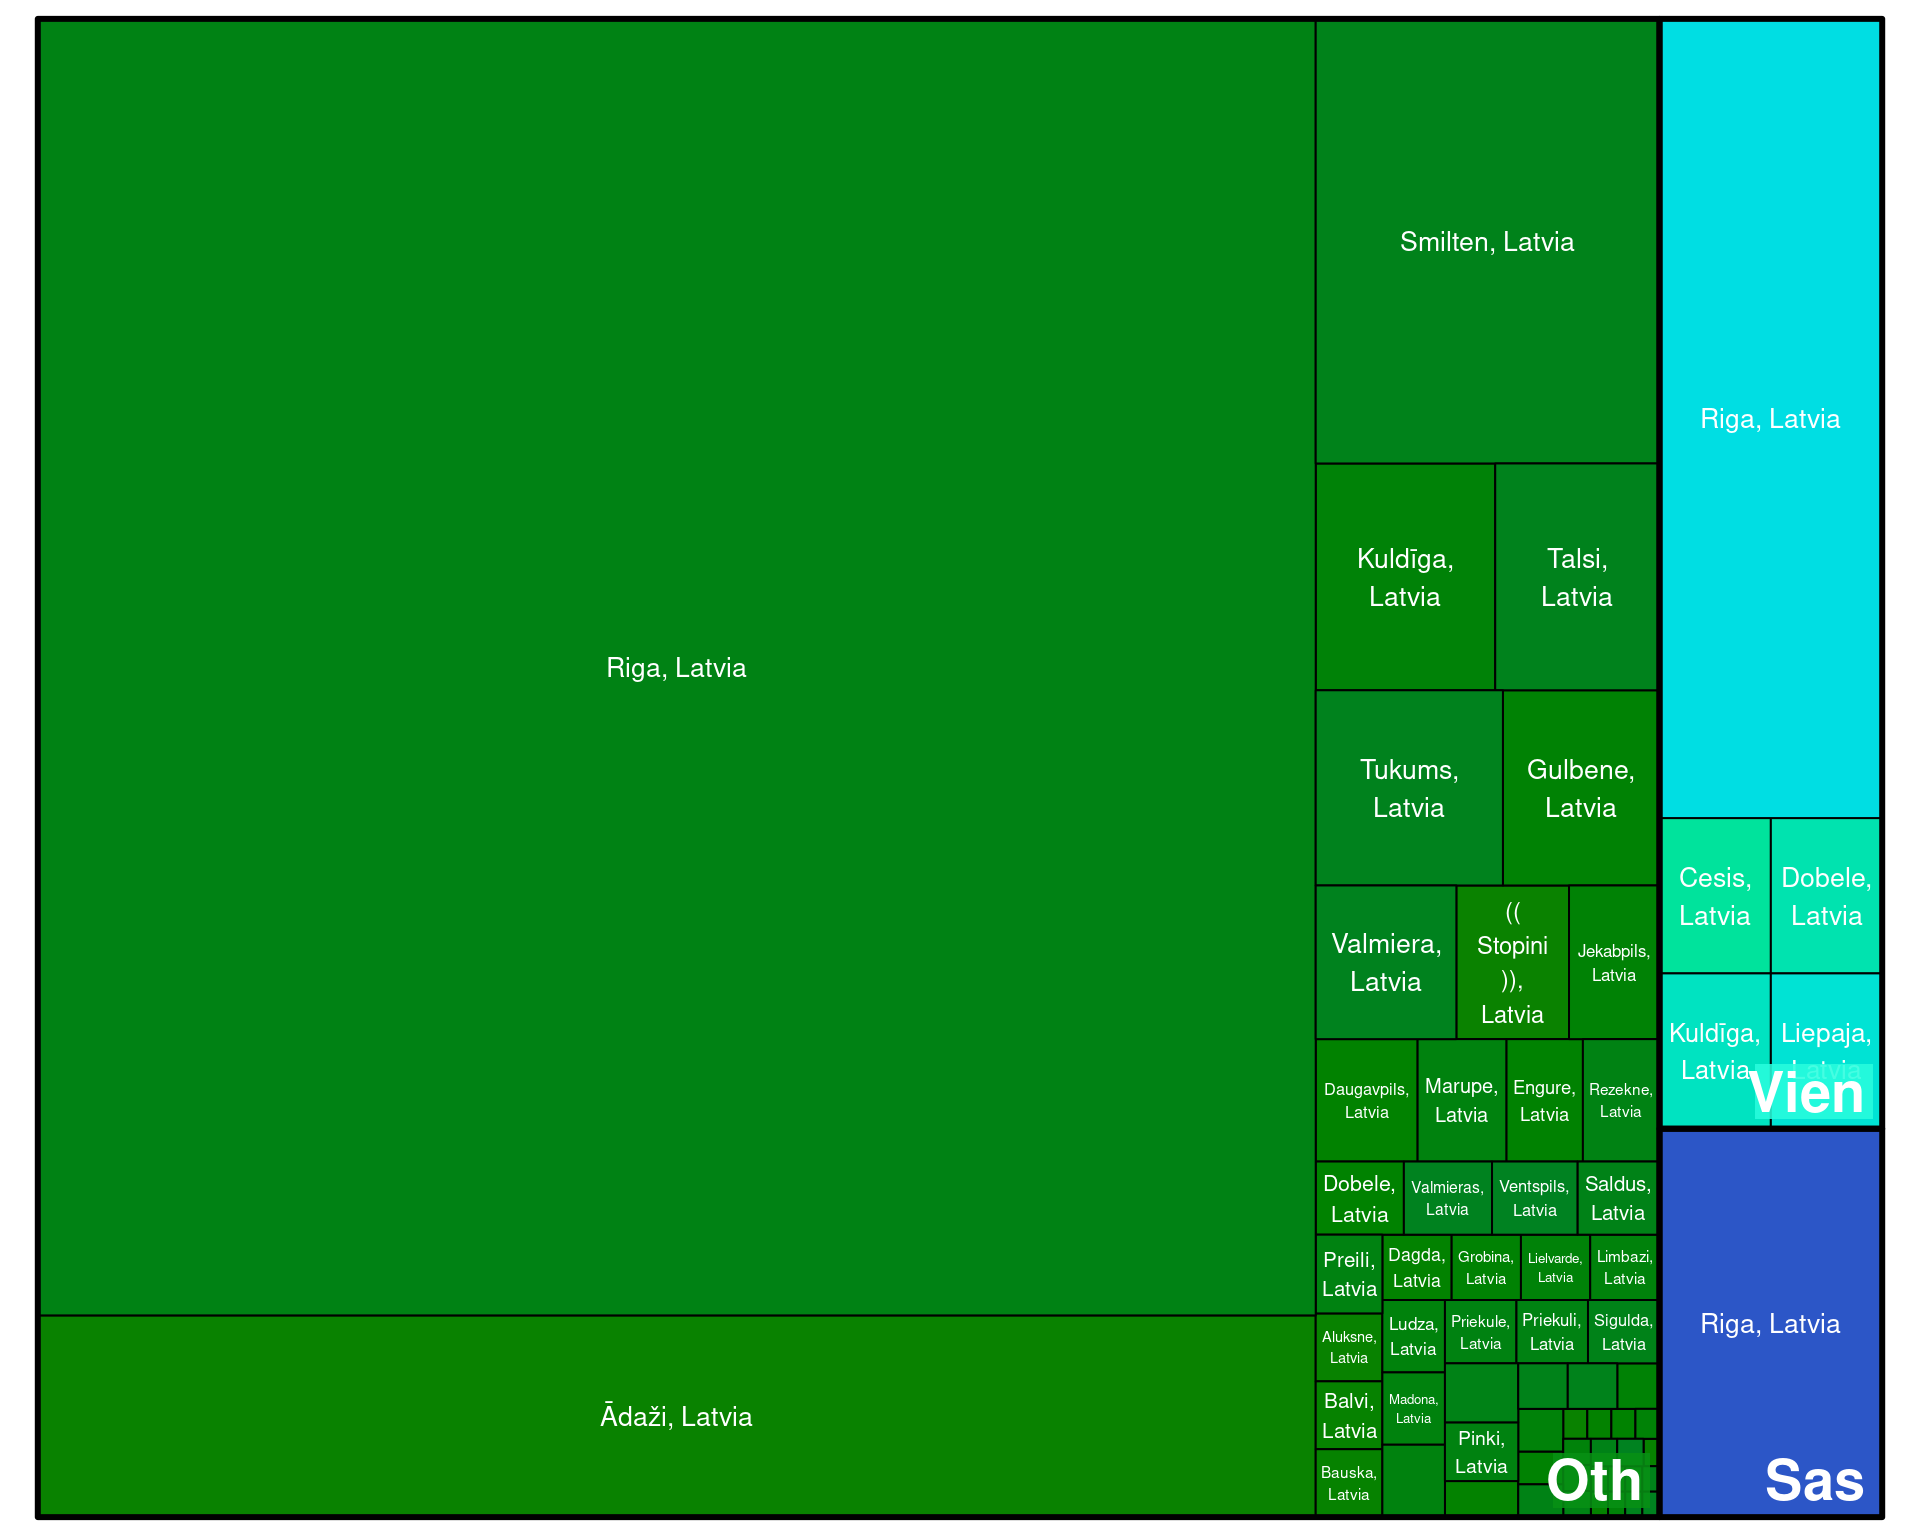 Riga, Latvia
Ādaži, Latvia
Smilten, Latvia
Kuldīga,
Latvia
Talsi,
Latvia
Tukums,
Latvia
Gulbene,
Latvia
Valmiera,
Latvia
((
Stopini
)),
Latvia
Jekabpils,
Latvia
Daugavpils,
Latvia
Marupe,
Latvia
Engure,
Latvia
Rezekne,
Latvia
Dobele,
Latvia
Valmieras,
Latvia
Ventspils,
Latvia
Saldus,
Latvia
Preili,
Latvia
Dagda,
Latvia
Grobina,
Latvia
Lielvarde,
Latvia
Limbazi,
Latvia
Aluksne,
Latvia
Ludza,
Latvia
Priekule,
Latvia
Priekuli,
Latvia
Sigulda,
Latvia
Balvi,
Latvia
Madona,
Latvia
Pinki,
Latvia
Bauska,
Latvia
Oth
Riga, Latvia
Cesis,
Latvia
Dobele,
Latvia
Kuldīga,
Latvia
Liepaja,
Latvia
Vien
Riga, Latvia
Sas